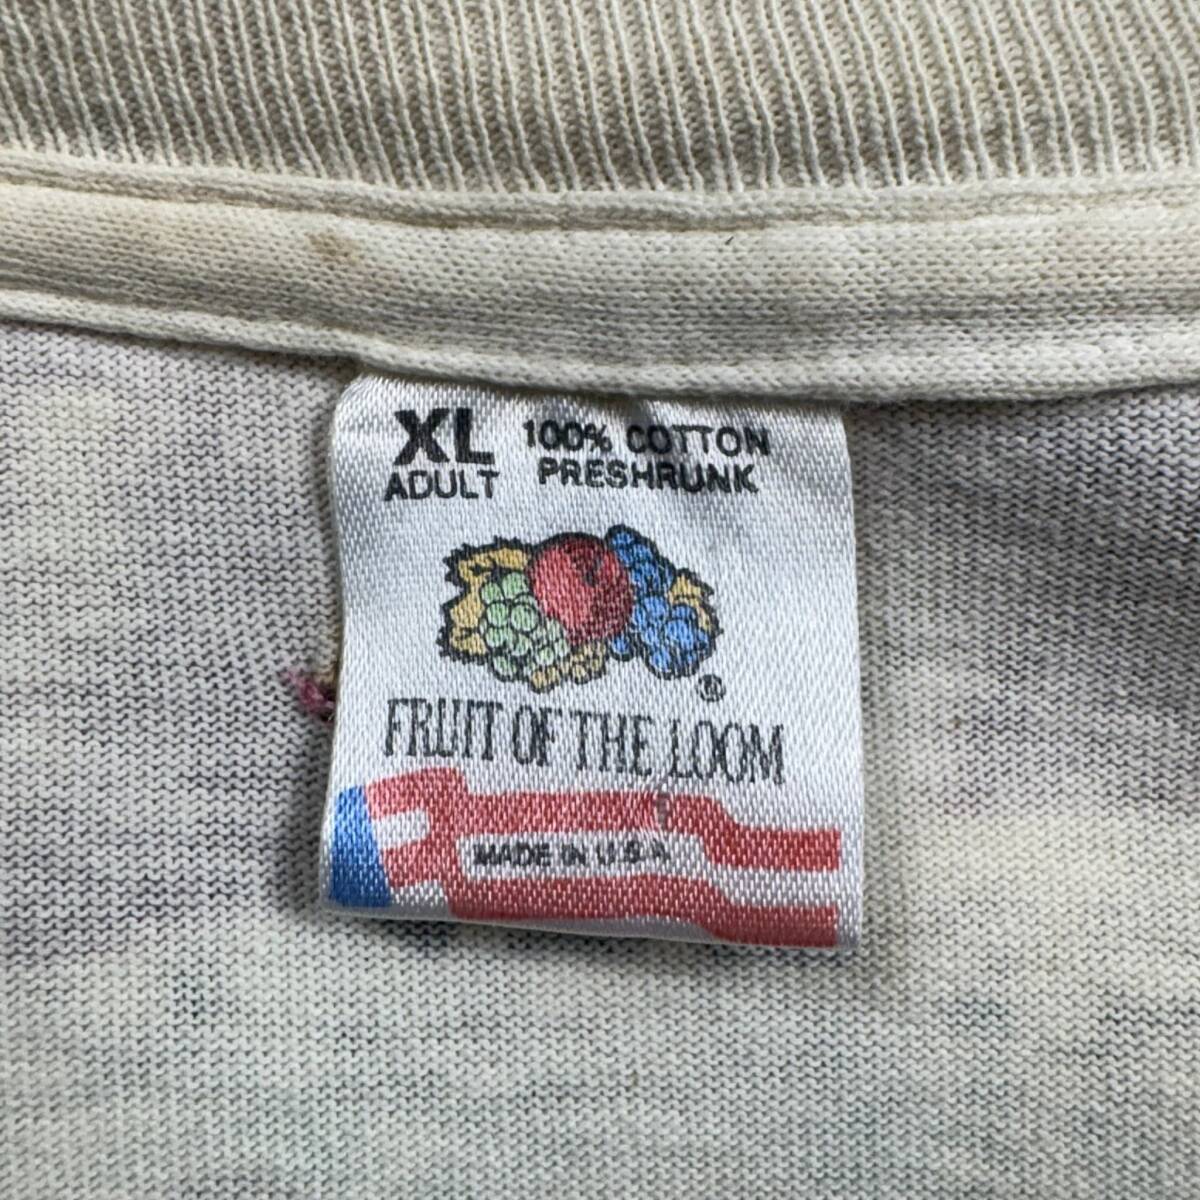 XL
ADULT
100% COTTON
PRESHRUNK
®
FRUIT OF THE LOOM
MADE IN U.S.A.